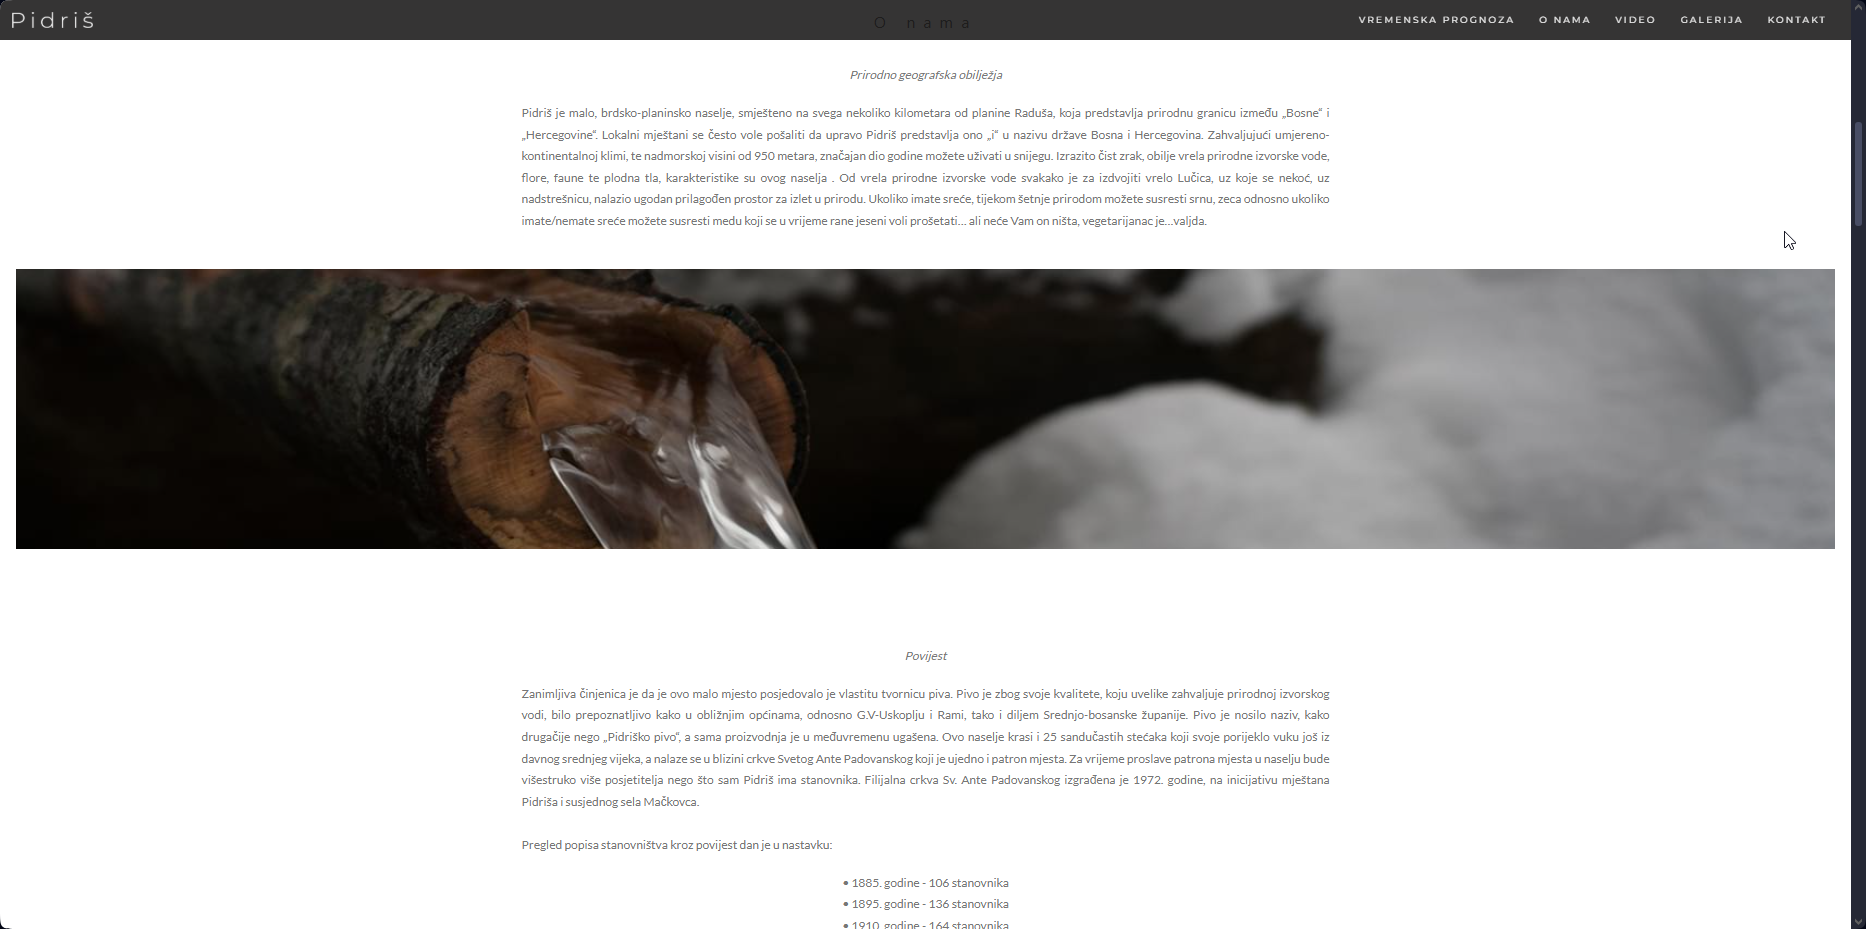 Pidriš
O nama
VREMENSKA PROGNOZA
O NAMA
VIDEO
GALERIJA
KONTAKT
Prirodno geografska obilježja
Pidriš je malo, brdsko-planinsko naselje, smješteno na svega nekoliko kilometara od planine Raduša, koja predstavlja prirodnu granicu između „Bosne“ i
„Hercegovine“. Lokalni mještani se često vole pošaliti da upravo Pidriš predstavlja ono „i“ u nazivu države Bosna i Hercegovina. Zahvaljujući umjereno-
kontinentalnoj klimi, te nadmorskoj visini od 950 metara, značajan dio godine možete uživati u snijegu. Izrazito čist zrak, obilje vrela prirodne izvorske vode,
flore, faune te plodna tla, karakteristike su ovog naselja . Od vrela prirodne izvorske vode svakako je za izdvojiti vrelo Lučica, uz koje se nekoć, uz
nadstrešnicu, nalazio ugodan prilagođen prostor za izlet u prirodu. Ukoliko imate sreće, tijekom šetnje prirodom možete susresti srnu, zeca odnosno ukoliko
imate/nemate sreće možete susresti medu koji se u vrijeme rane jeseni voli prošetati... ali neće Vam on ništa, vegetarijanac je...valjda.
Povijest
Zanimljiva činjenica je da je ovo malo mjesto posjedovalo je vlastitu tvornicu piva. Pivo je zbog svoje kvalitete, koju uvelike zahvaljuje prirodnoj izvorskog
vodi, bilo prepoznatljivo kako u obližnjim općinama, odnosno G.V-Uskoplju i Rami, tako i diljem Srednjo-bosanske županije. Pivo je nosilo naziv, kako
drugačije nego „Pidriško pivo“, a sama proizvodnja je u međuvremenu ugašena. Ovo naselje krasi i 25 sandučastih stećaka koji svoje porijeklo vuku još iz
davnog srednjeg vijeka, a nalaze se u blizini crkve Svetog Ante Padovanskog koji je ujedno i patron mjesta. Za vrijeme proslave patrona mjesta u naselju bude
višestruko više posjetitelja nego što sam Pidriš ima stanovnika. Filijalna crkva Sv. Ante Padovanskog izgrađena je 1972. godine, na inicijativu mještana
Pidriša i susjednog sela Mačkovca.
Pregled popisa stanovništva kroz povijest dan je u nastavku:
• 1885. godine - 106 stanovnika
• 1895. godine - 136 stanovnika
• 1910. godine - 164 stanovnika